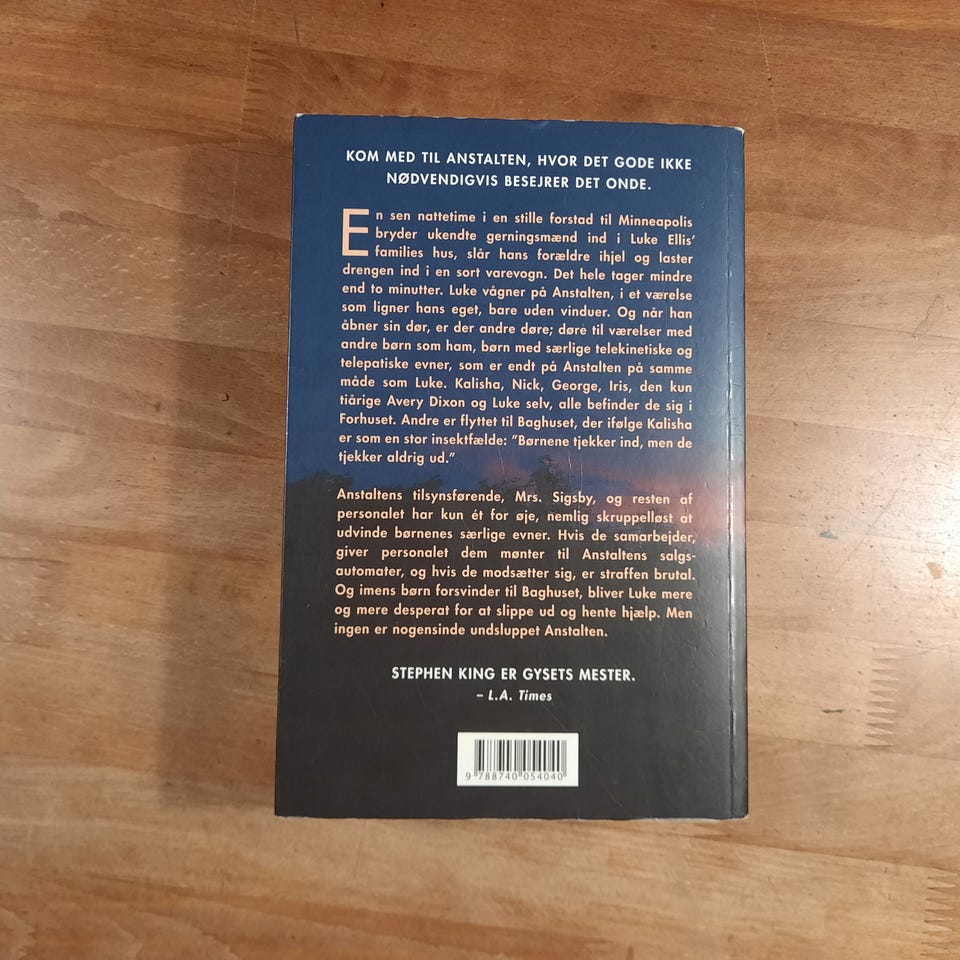 KOM MED TIL ANSTALTEN, HVOR DET GODE IKKE
NØDVENDIGVIS BESEJRER DET ONDE.
En sen nattetime i en stille forstad til Minneapolis
bryder ukendte gerningsmænd ind i Luke Ellis'
families hus, slår hans forældre ihjel og laster
drengen ind i en sort varevogn. Det hele tager mindre
end to minutter. Luke vågner på Anstalten, i et værelse
som ligner hans eget, bare uden vinduer. Og når han
åbner sin dør, er der andre døre; døre til værelser med
andre børn som ham, børn med særlige telekinetiske og
telepatiske evner, som er endt på Anstalten på samme
måde som Luke. Kalisha, Nick, George, Iris, den kun
tiårige Avery Dixon og Luke selv, alle befinder de sig i
Forhuset. Andre er flyttet til Baghuset, der ifølge Kalisha
er som en stor insektfælde: ”Børnene tjekker ind, men de
tjekker aldrig ud.”
Anstaltens tilsynsførende, Mrs. Sigsby, og resten af
personalet har kun ét for øje, nemlig skruppelløst at
udvinde børnenes særlige evner. Hvis de samarbejder,
giver personalet dem mønter til Anstaltens salgs-
automater, og hvis de modsætter sig, er straffen brutal.
Og imens børn forsvinder til Baghuset, bliver Luke mere
og mere desperat for at slippe ud og hente hjælp. Men
ingen er nogensinde undsluppet Anstalten.
STEPHEN KING ER GYSETS MESTER.
– L.A. Times
9 788740 054040